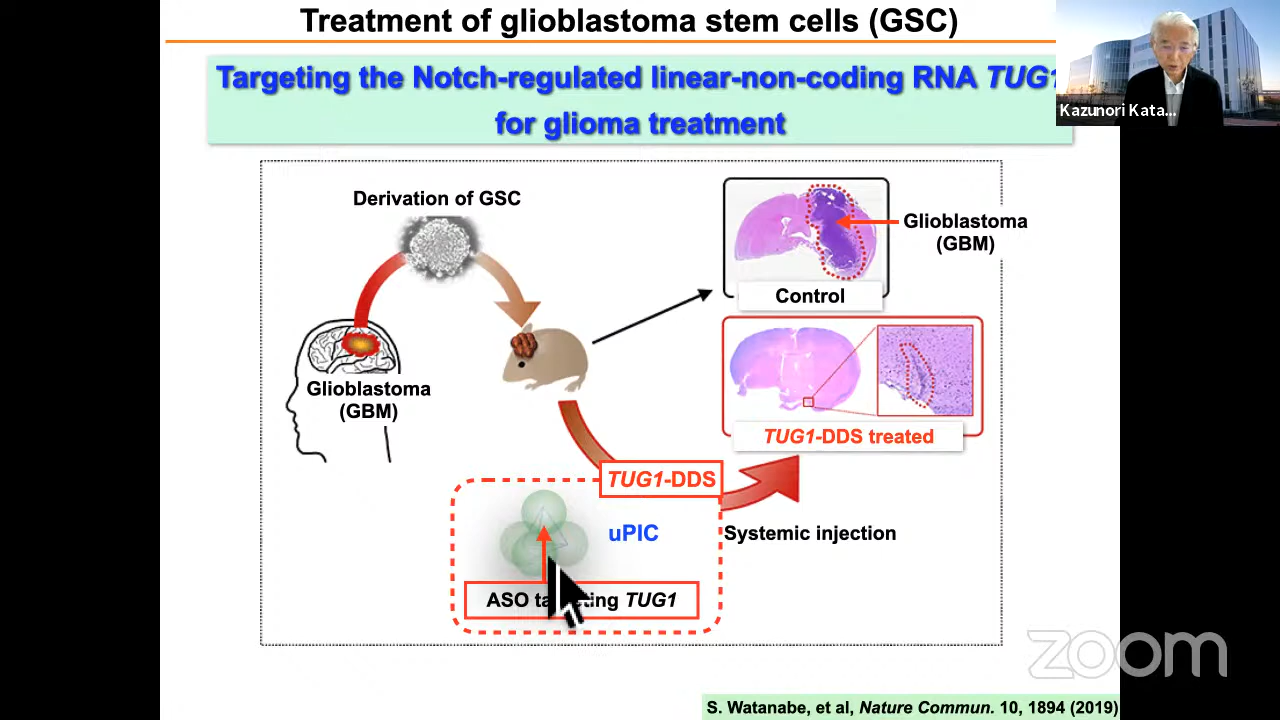 Treatment of glioblastoma stem cells (GSC)
Targeting the Notch-regulated linear-non-coding RNA TUG1
for glioma treatment
Kazunori Kata...
Derivation of GSC
Glioblastoma
(GBM)
Control
Glioblastoma
(GBM)
TUG1-DDS treated
TUG1-DDS
uPIC
Systemic injection
ASO targeting TUG1
zoom
S. Watanabe, et al, Nature Commun. 10, 1894 (2019)